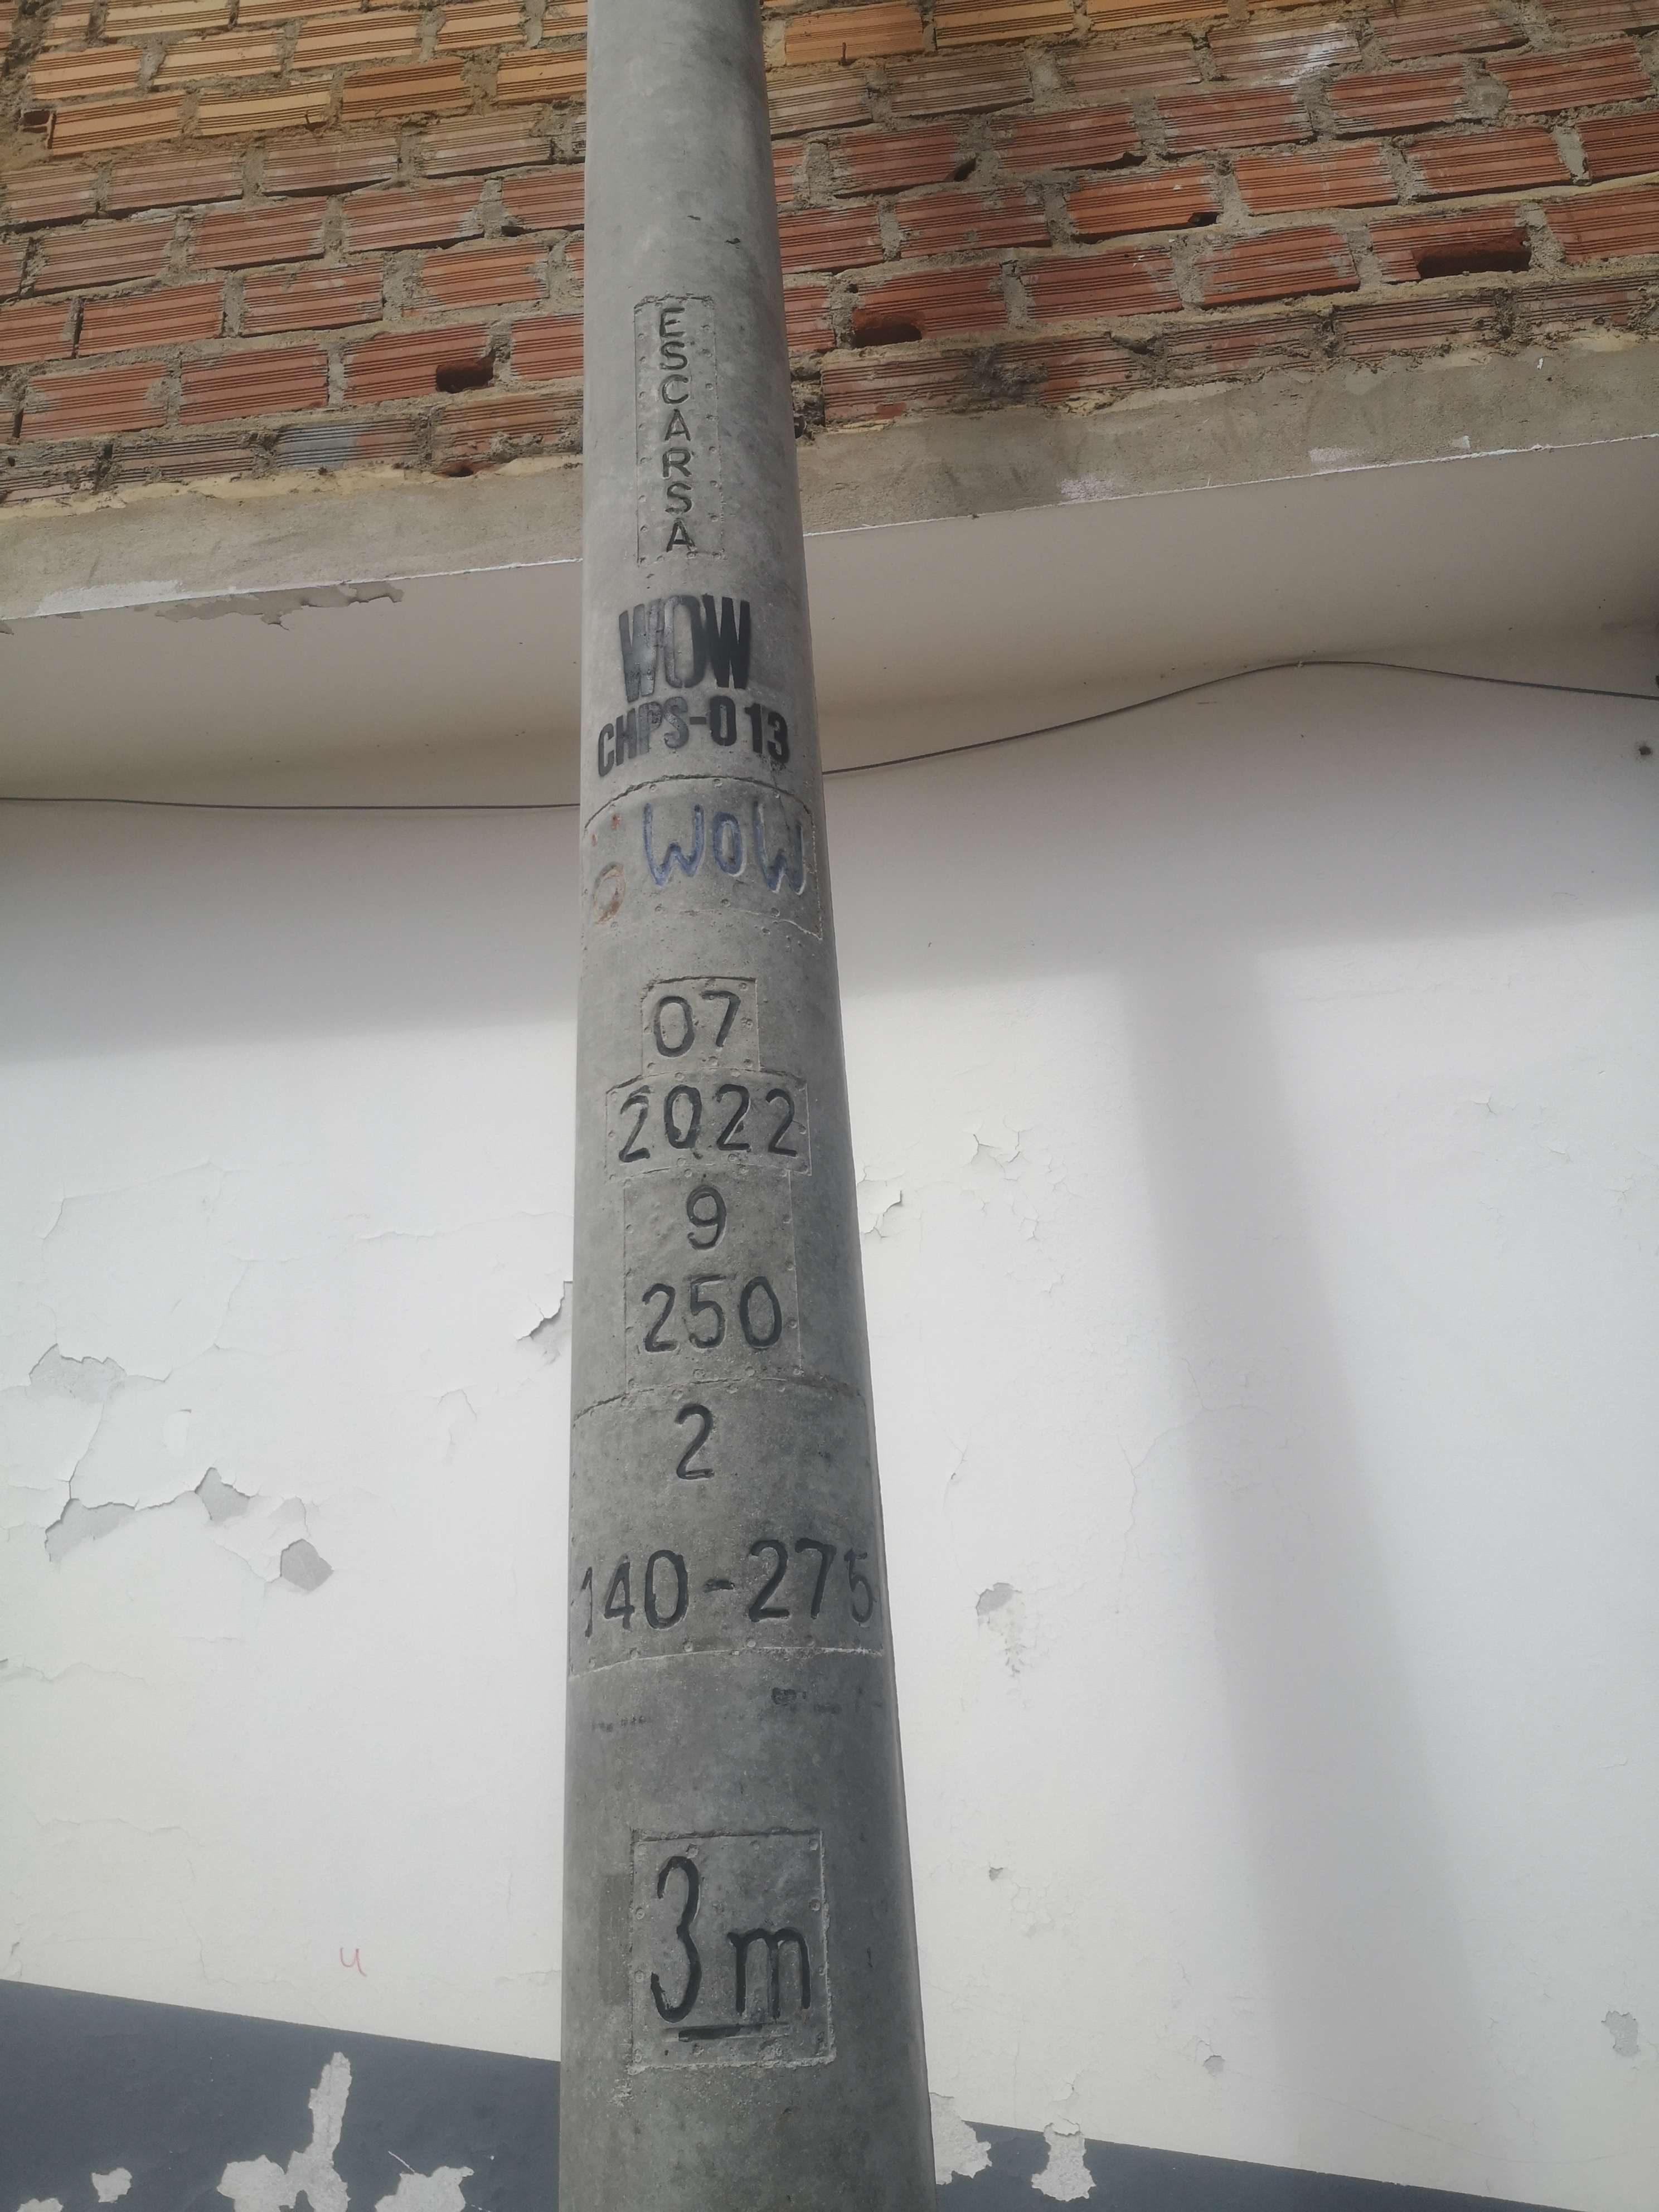 ESCARSA
WOW
CHPS-013
WOW
07
2022
9
250
2
140-275
3m
u